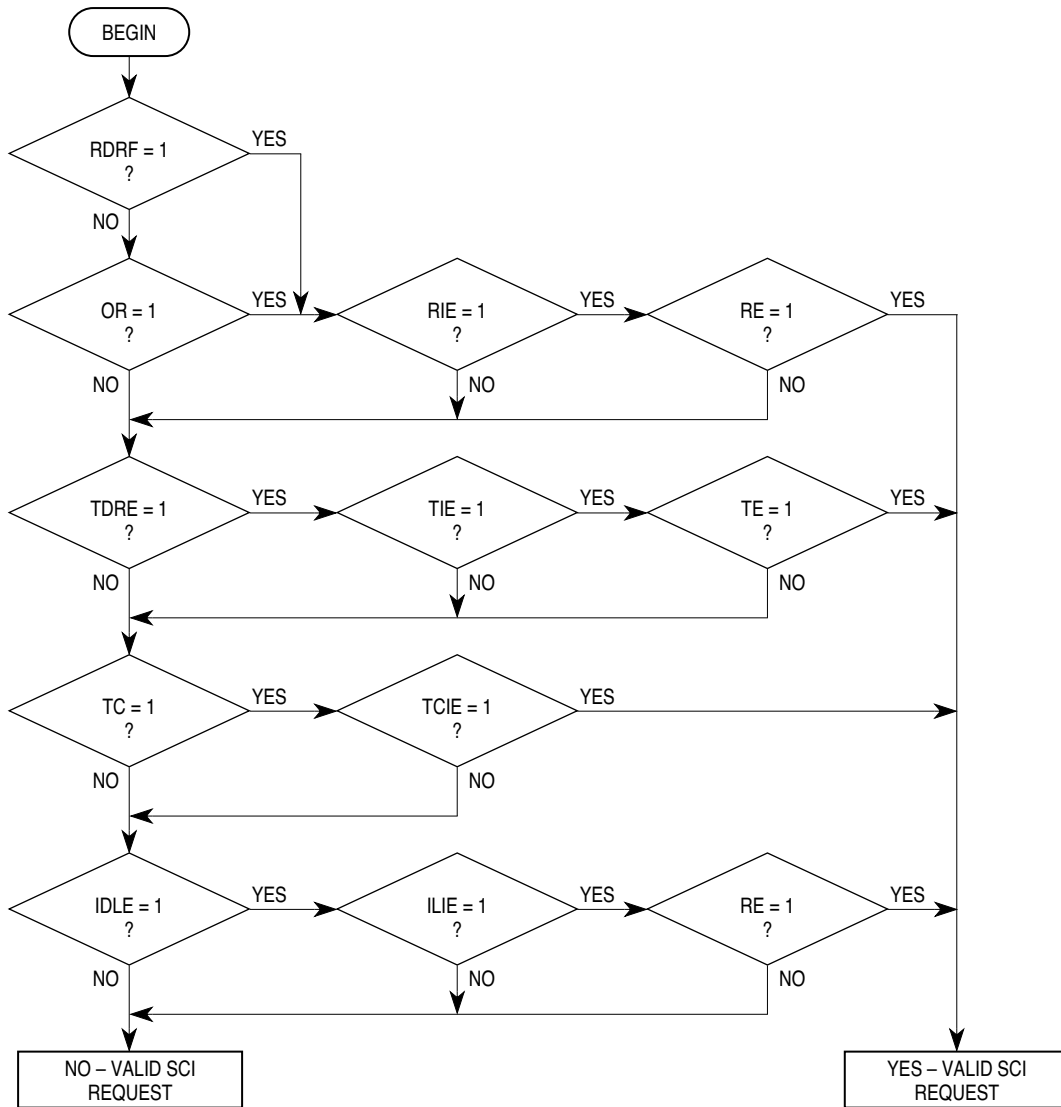 BEGIN
RDRF = 1
?
YES
NO
OR = 1
?
YES
NO
RIE = 1
?
YES
NO
RE = 1
?
YES
NO
TDRE = 1
?
YES
NO
TIE = 1
?
YES
NO
TE = 1
?
YES
NO
TC = 1
?
YES
NO
TCIE = 1
?
YES
NO
IDLE = 1
?
YES
NO
ILIE = 1
?
YES
NO
RE = 1
?
YES
NO
NO – VALID SCI
REQUEST
YES – VALID SCI
REQUEST